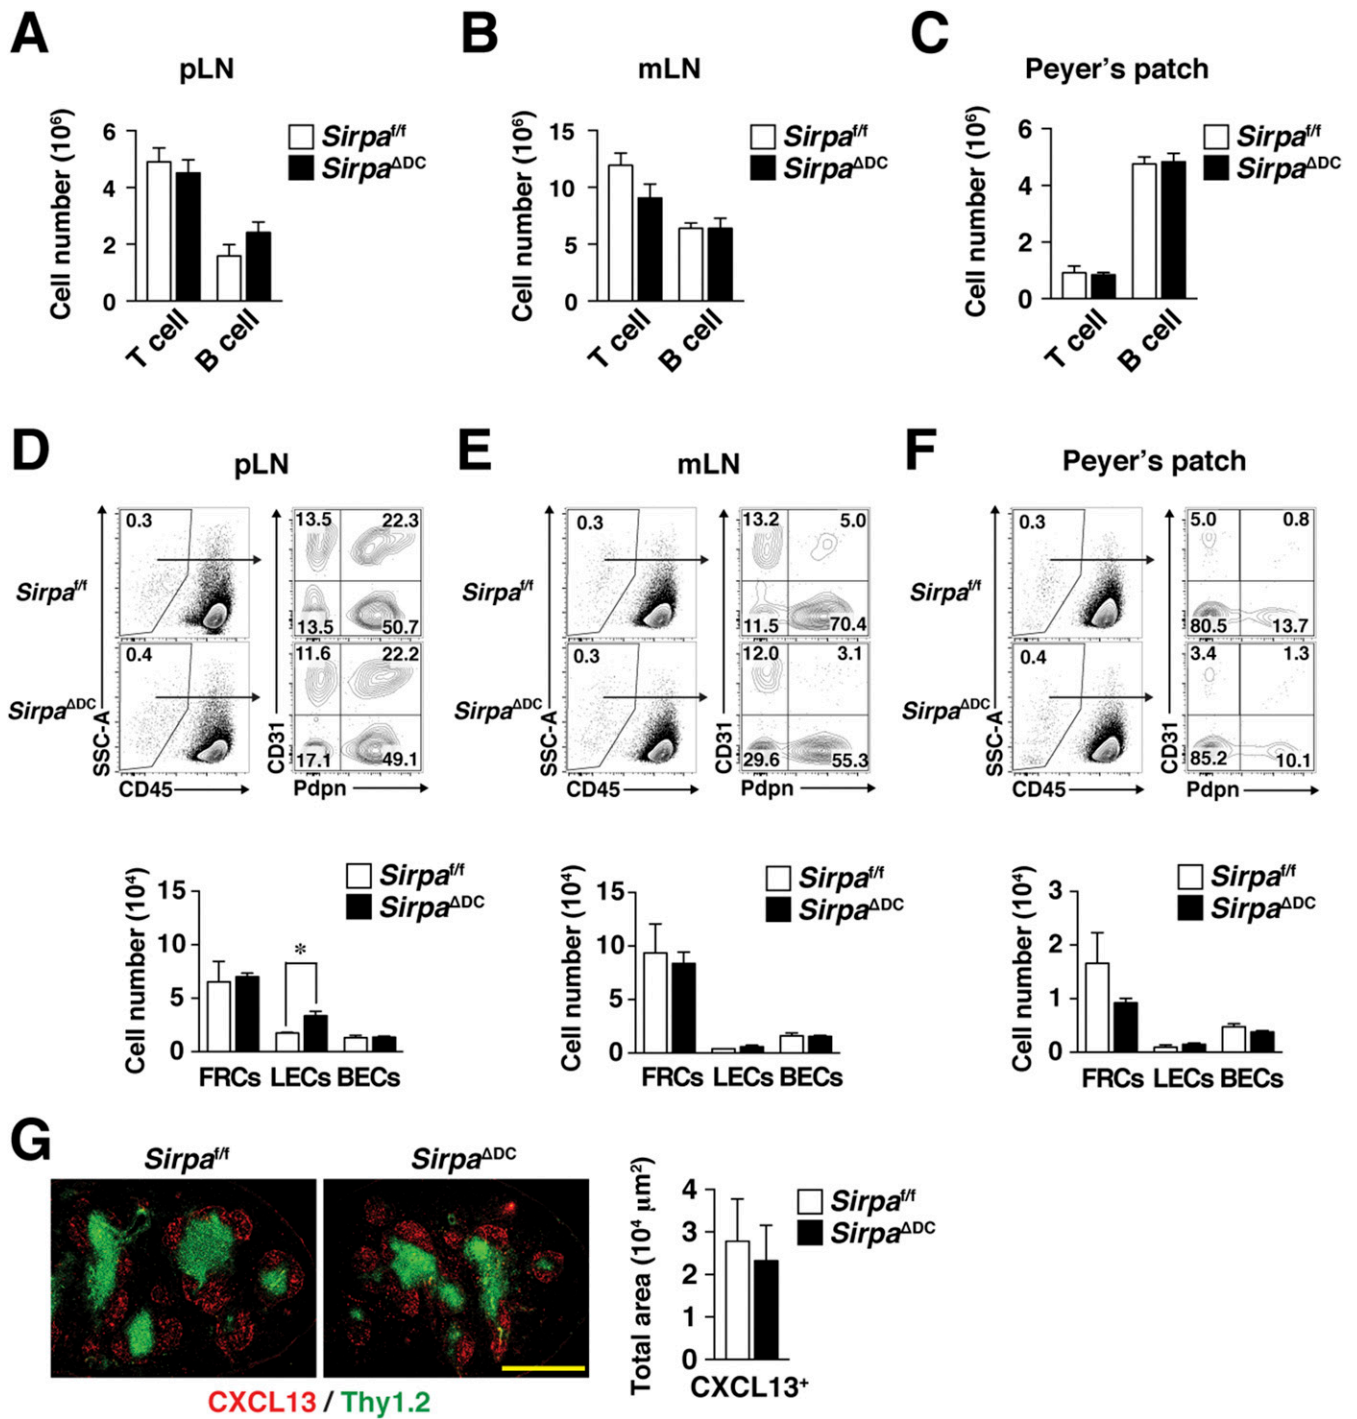 A
pLN
Cell number (10⁶)
6
4
2
0
T cell
B cell
Sirpa^f/f
Sirpa^ΔDC
B
mLN
Cell number (10⁶)
15
10
5
0
T cell
B cell
Sirpa^f/f
Sirpa^ΔDC
C
Peyer's patch
Cell number (10⁶)
6
4
2
0
T cell
B cell
Sirpa^f/f
Sirpa^ΔDC
D
pLN
Sirpa^f/f
0.3
13.5 22.3
13.5 50.7
Sirpa^ΔDC
0.4
11.6 22.2
17.1 49.1
SSC-A
CD45
CD31
Pdpn
Cell number (10⁴)
15
10
5
0
*
FRCs LECs BECs
Sirpa^f/f
Sirpa^ΔDC
E
mLN
Sirpa^f/f
0.3
13.2 5.0
11.5 70.4
Sirpa^ΔDC
0.3
12.0 3.1
29.6 55.3
SSC-A
CD45
CD31
Pdpn
Cell number (10⁴)
15
10
5
0
FRCs LECs BECs
Sirpa^f/f
Sirpa^ΔDC
F
Peyer's patch
Sirpa^f/f
0.3
5.0 0.8
80.5 13.7
Sirpa^ΔDC
0.4
3.4 1.3
85.2 10.1
SSC-A
CD45
CD31
Pdpn
Cell number (10⁴)
3
2
1
0
FRCs LECs BECs
Sirpa^f/f
Sirpa^ΔDC
G
Sirpa^f/f
Sirpa^ΔDC
CXCL13 / Thy1.2
Total area (10⁴ µm²)
4
3
2
1
0
CXCL13⁺
Sirpa^f/f
Sirpa^ΔDC